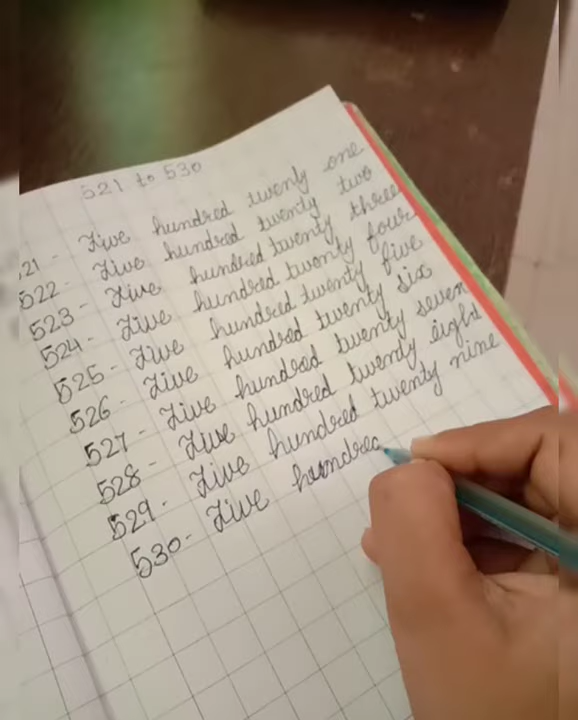 521 to 530
521 - Five hundred twenty one
522 - Five hundred twenty two
523 - Five hundred twenty three
524 - Five hundred twenty four
525 - Five hundred twenty five
526 - Five hundred twenty six
527 - Five hundred twenty seven
528 - Five hundred twenty eight
529 - Five hundred twenty nine
530 - Five hundred